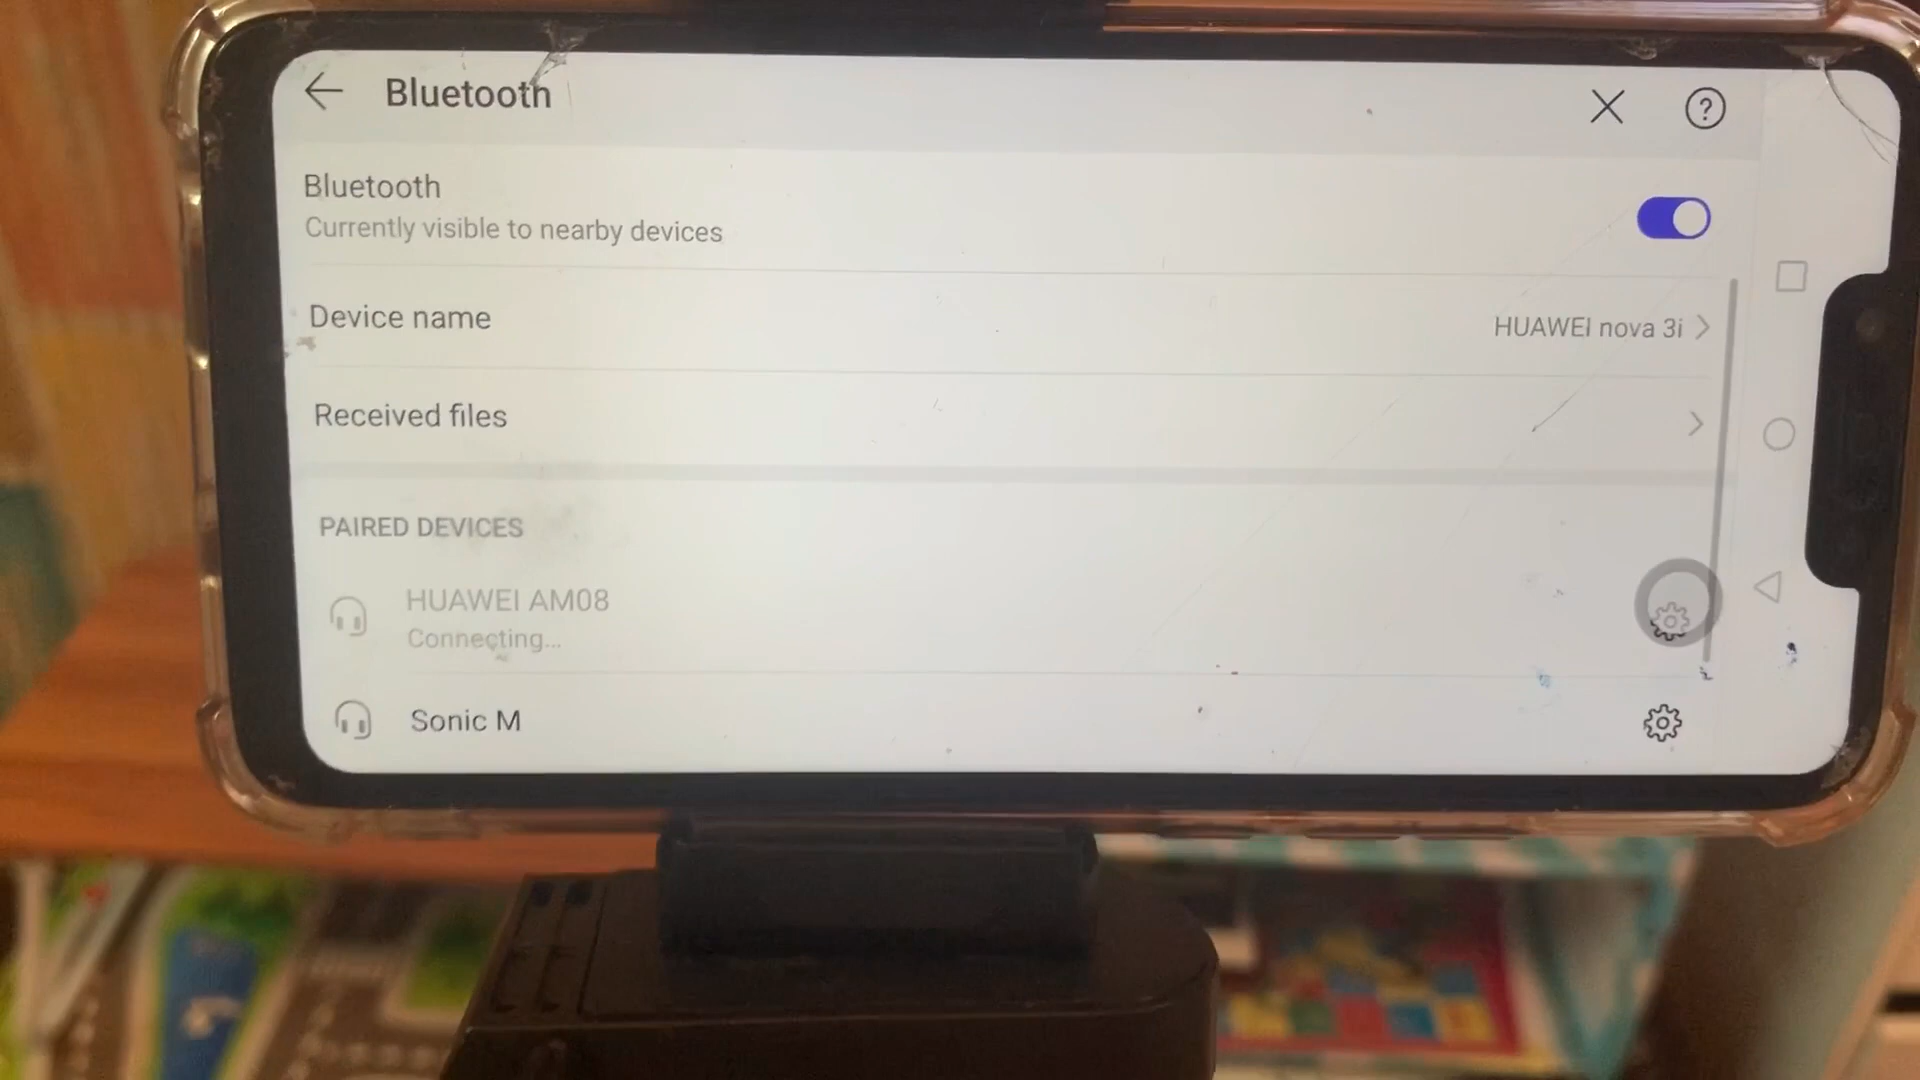 Bluetooth
Bluetooth
Currently visible to nearby devices
Device name
HUAWEI nova 3i
Received files
PAIRED DEVICES
HUAWEI AM08
Connecting...
Sonic M